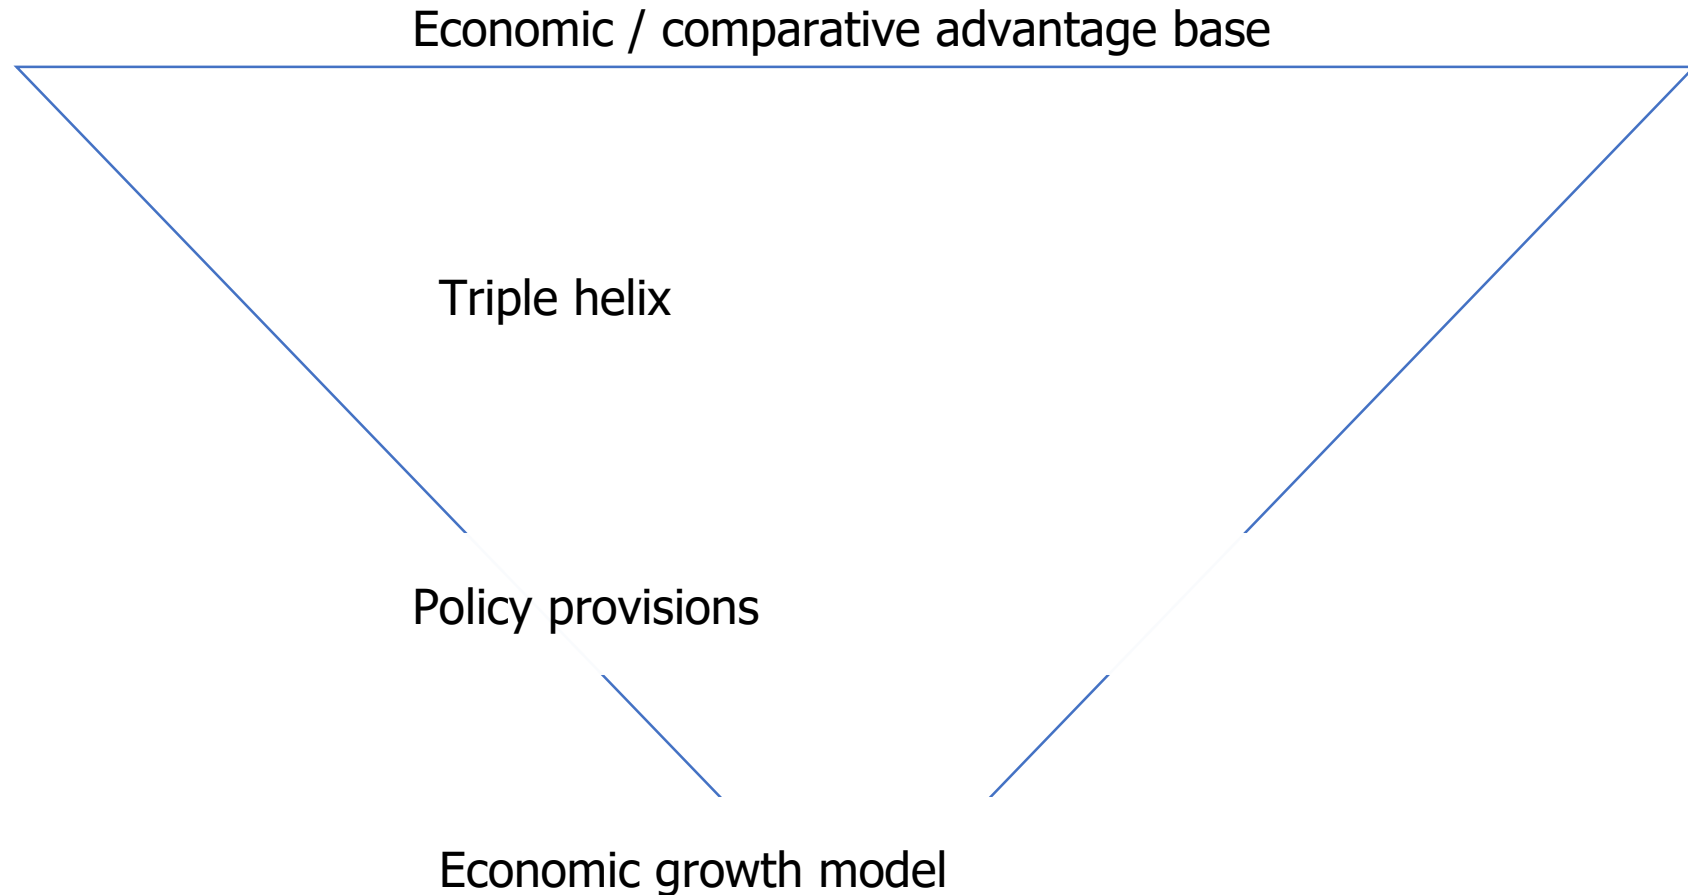 Economic / comparative advantage base
Triple helix
Policy provisions
Economic growth model